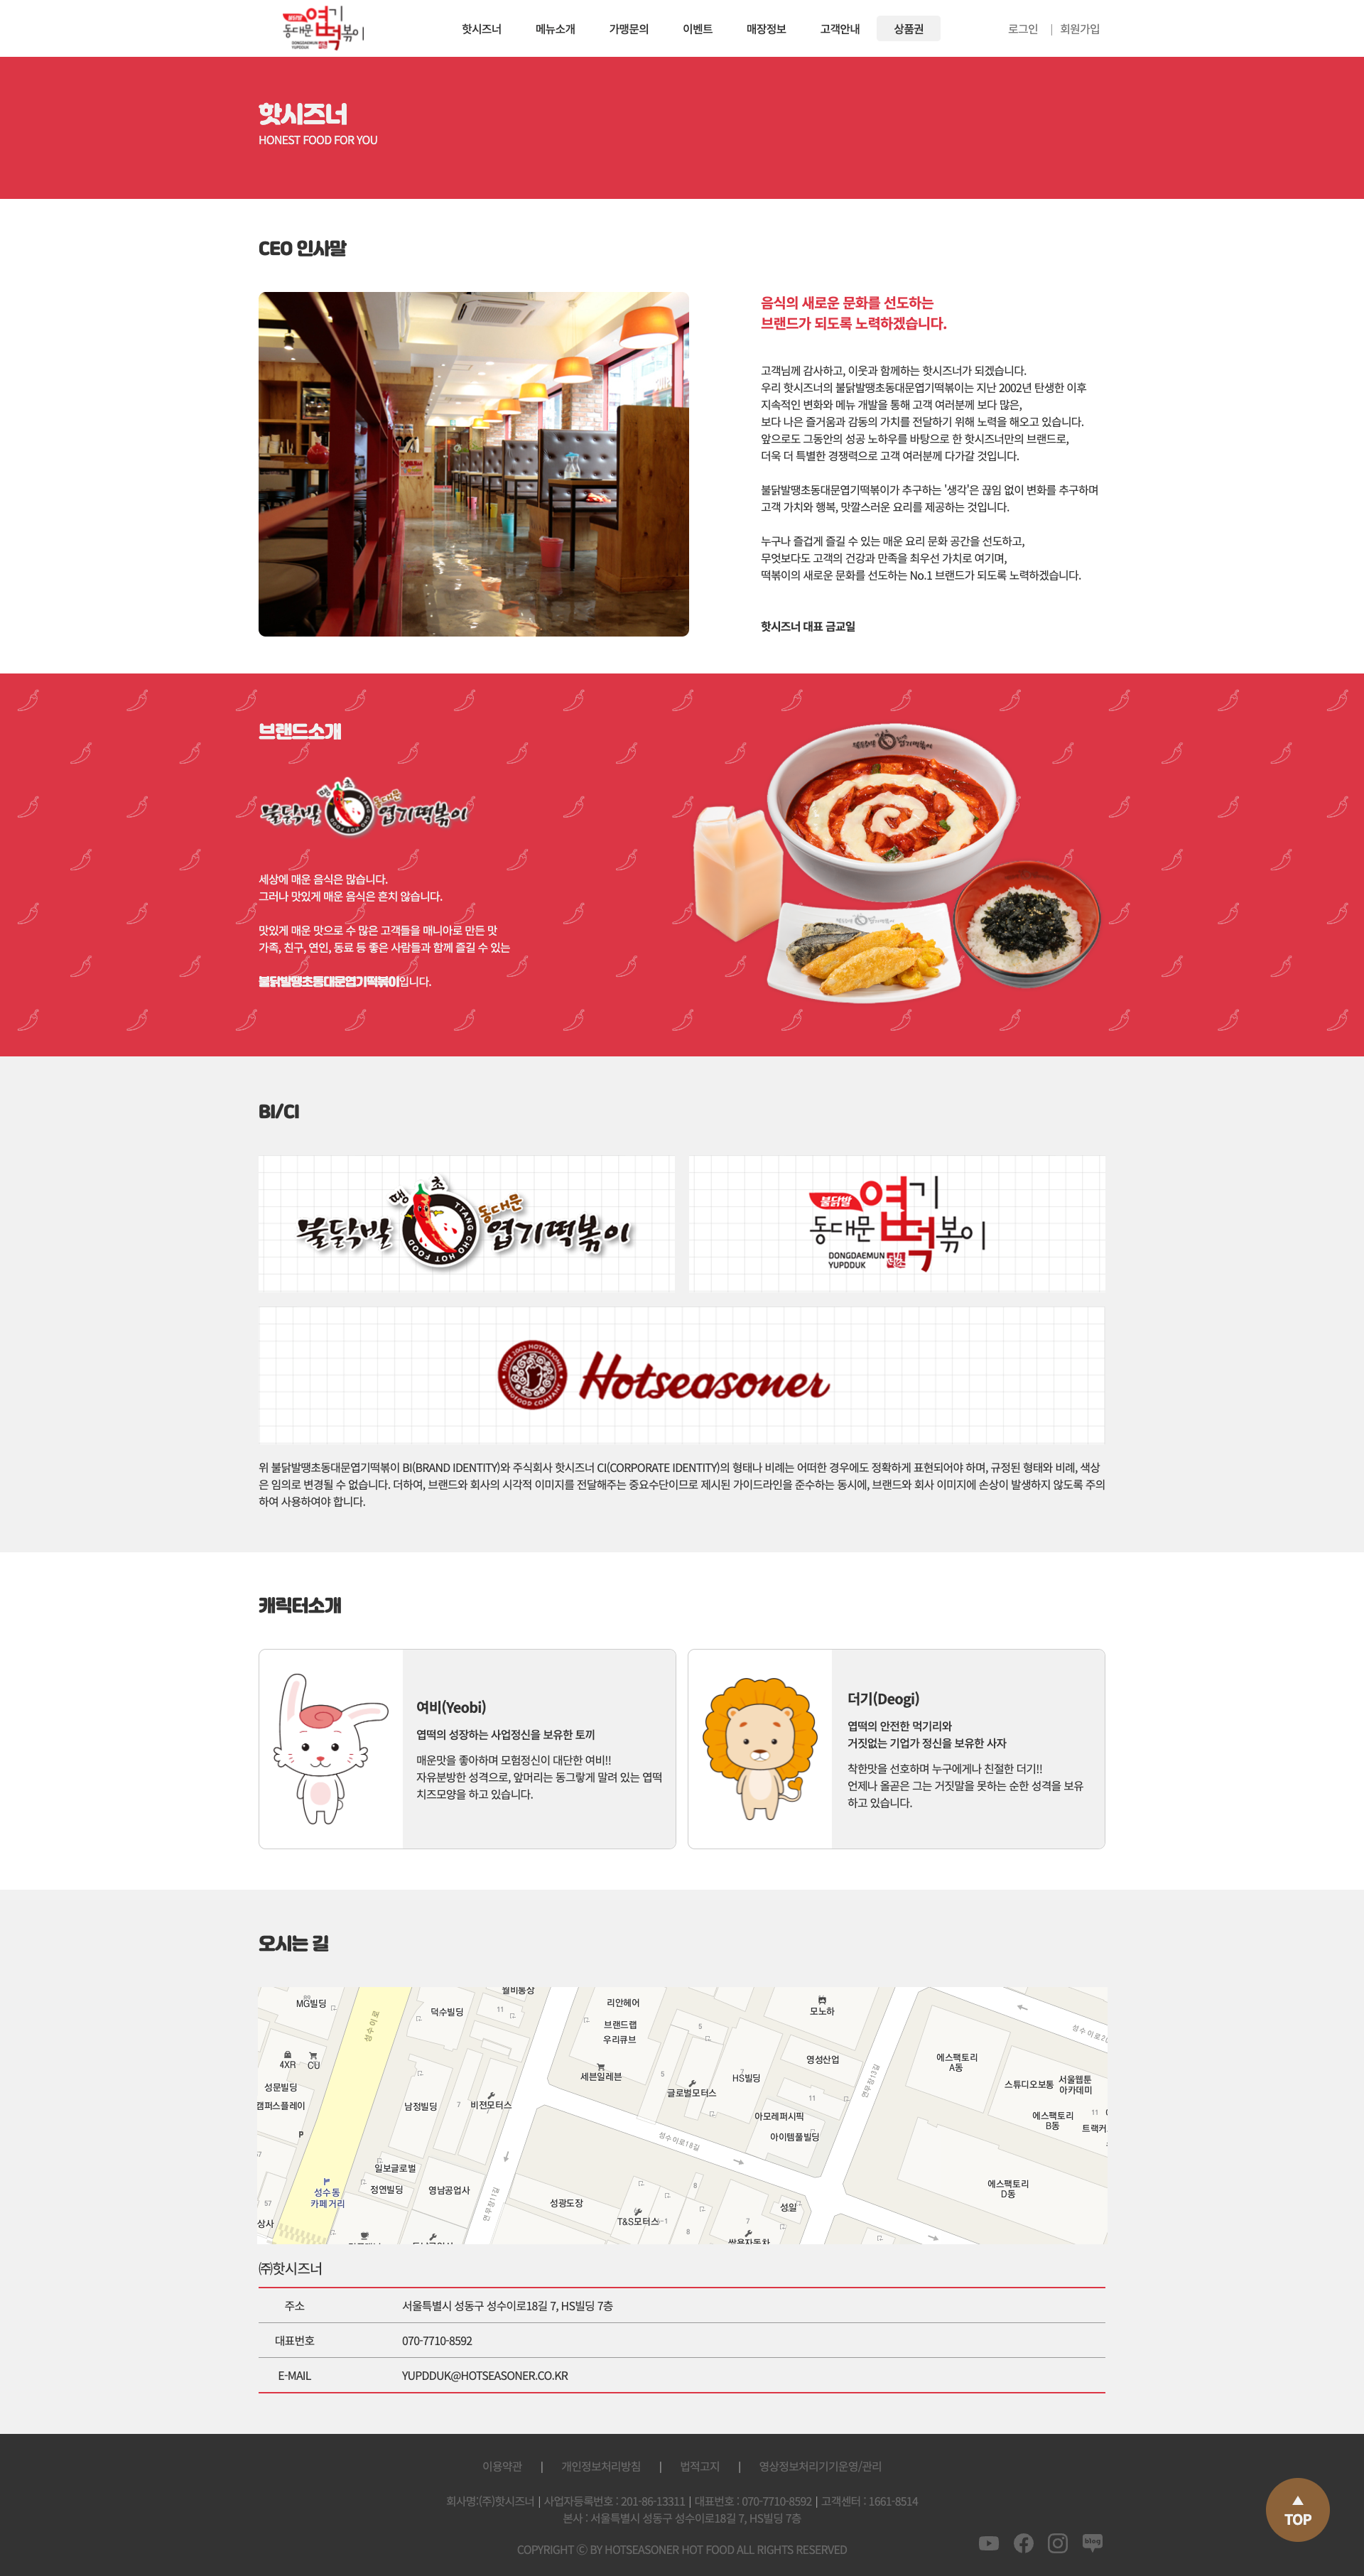 불닭발 엽기
동대문 떡볶이
DONGDAEMUN
YUPDDUK
핫시즈너 메뉴소개 가맹문의 이벤트 매장정보 고객안내 상품권 로그인 | 회원가입
핫시즈너
HONEST FOOD FOR YOU
CEO 인사말
음식의 새로운 문화를 선도하는
브랜드가 되도록 노력하겠습니다.
고객님께 감사하고, 이웃과 함께하는 핫시즈너가 되겠습니다.
우리 핫시즈너의 불닭발땡초동대문엽기떡볶이는 지난 2002년 탄생한 이후
지속적인 변화와 메뉴 개발을 통해 고객 여러분께 보다 많은,
보다 나은 즐거움과 감동의 가치를 전달하기 위해 노력을 해오고 있습니다.
앞으로도 그동안의 성공 노하우를 바탕으로 한 핫시즈너만의 브랜드로,
더욱 더 특별한 경쟁력으로 고객 여러분께 다가갈 것입니다.
불닭발땡초동대문엽기떡볶이가 추구하는 '생각'은 끊임 없이 변화를 추구하며
고객 가치와 행복, 맛깔스러운 요리를 제공하는 것입니다.
누구나 즐겁게 즐길 수 있는 매운 요리 문화 공간을 선도하고,
무엇보다도 고객의 건강과 만족을 최우선 가치로 여기며,
떡볶이의 새로운 문화를 선도하는 No.1 브랜드가 되도록 노력하겠습니다.
핫시즈너 대표 금교일
브랜드소개
불닭발 땡초 동대문 엽기떡볶이
세상에 매운 음식은 많습니다.
그러나 맛있게 매운 음식은 흔치 않습니다.
맛있게 매운 맛으로 수 많은 고객들을 매니아로 만든 맛
가족, 친구, 연인, 동료 등 좋은 사람들과 함께 즐길 수 있는
불닭발땡초동대문엽기떡볶이입니다.
BI/CI
불닭발 땡초 동대문 엽기떡볶이
TTANG CHO HOT HOT FOOD
불닭발 엽기
동대문 떡볶이
DONGDAEMUN
YUPDDUK
SINCE 2002 HOTSEASONER
Hotseasoner
위 불닭발땡초동대문엽기떡볶이 BI(BRAND IDENTITY)와 주식회사 핫시즈너 CI(CORPORATE IDENTITY)의 형태나 비례는 어떠한 경우에도 정확하게 표현되어야 하며, 규정된 형태와 비례, 색상
은 임의로 변경될 수 없습니다. 더하여, 브랜드와 회사의 시각적 이미지를 전달해주는 중요수단이므로 제시된 가이드라인을 준수하는 동시에, 브랜드와 회사 이미지에 손상이 발생하지 않도록 주의
하여 사용하여야 합니다.
캐릭터소개
여비(Yeobi)
엽떡의 성장하는 사업정신을 보유한 토끼
매운맛을 좋아하며 모험정신이 대단한 여비!!
자유분방한 성격으로, 앞머리는 동그랗게 말려 있는 엽떡
치즈모양을 하고 있습니다.
더기(Deogi)
엽떡의 안전한 먹기리와
거짓없는 기업가 정신을 보유한 사자
착한맛을 선호하며 누구에게나 친절한 더기!!
언제나 올곧은 그는 거짓말을 못하는 순한 성격을 보유
하고 있습니다.
오시는 길
월비통상
MG빌딩
성수이로
덕수빌딩
11
리안헤어
브랜드랩
우리큐브
5
모노하
성수이로2
4XR
CU
세븐일레븐
5
글로벌모터스
7
HS빌딩
영성산업
연무장13길
에스팩토리
A동
스튜디오보통
서울웹툰
아카데미
성문빌딩
캠퍼스플레이
P
남정빌딩
7
비전모터스
11
아모레퍼시픽
아이템풀빌딩
에스팩토리
B동
11
트랙커
성수이로18길
일보글로벌
정연빌딩
영남공업사
연무장11길
성수동
카페거리
57
상사
성광도장
T&S모터스
8
8
7
성일
쌍용자동차
에스팩토리
D동
㈜핫시즈너
주소 서울특별시 성동구 성수이로18길 7, HS빌딩 7층
대표번호 070-7710-8592
E-MAIL YUPDDUK@HOTSEASONER.CO.KR
이용약관 | 개인정보처리방침 | 법적고지 | 영상정보처리기기운영/관리
회사명:(주)핫시즈너 | 사업자등록번호 : 201-86-13311 | 대표번호 : 070-7710-8592 | 고객센터 : 1661-8514
본사 : 서울특별시 성동구 성수이로18길 7, HS빌딩 7층
COPYRIGHT ⓒ BY HOTSEASONER HOT FOOD ALL RIGHTS RESERVED
blog
TOP